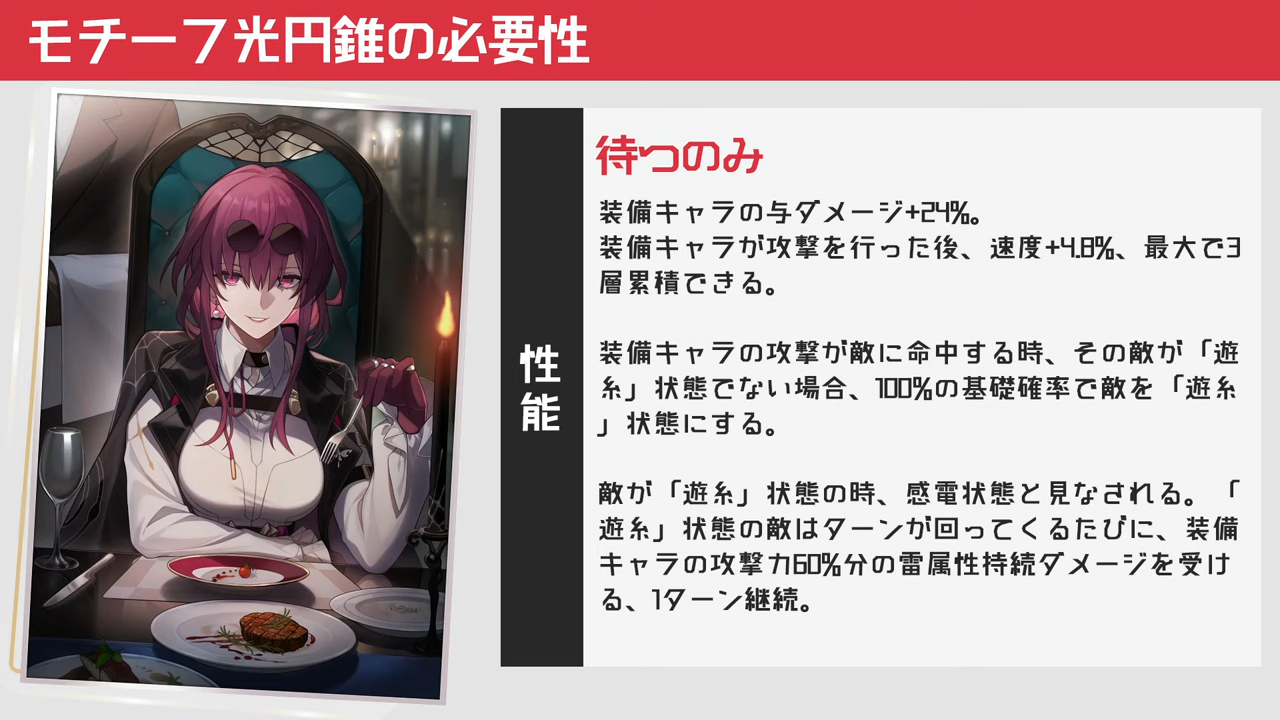 モチーフ光円錐の必要性
性能
待つのみ
装備キャラの与ダメージ+24%。
装備キャラが攻撃を行った後、速度+4.8%、最大で3
層累積できる。
装備キャラの攻撃が敵に命中する時、その敵が「遊
糸」状態でない場合、100%の基礎確率で敵を「遊糸
」状態にする。
敵が「遊糸」状態の時、感電状態と見なされる。「
遊糸」状態の敵はターンが回ってくるたびに、装備
キャラの攻撃力60%分の雷属性持続ダメージを受け
る、1ターン継続。